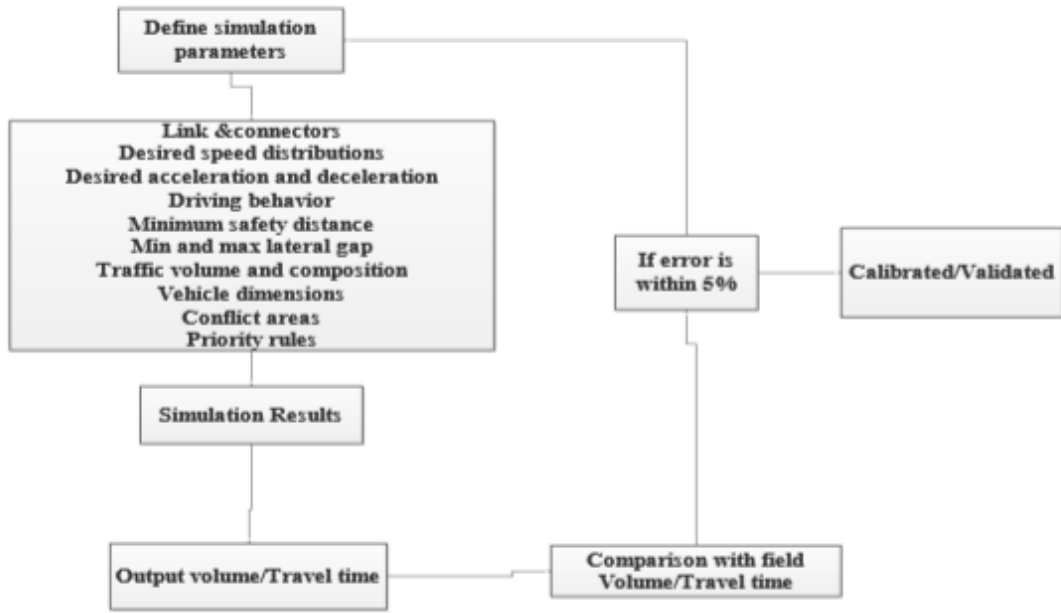 Define simulation
parameters
Link &connectors
Desired speed distributions
Desired acceleration and deceleration
Driving behavior
Minimum safety distance
Min and max lateral gap
Traffic volume and composition
Vehicle dimensions
Conflict areas
Priority rules
Simulation Results
Output volume/Travel time
Comparison with field
Volume/Travel time
If error is
within 5%
Calibrated/Validated